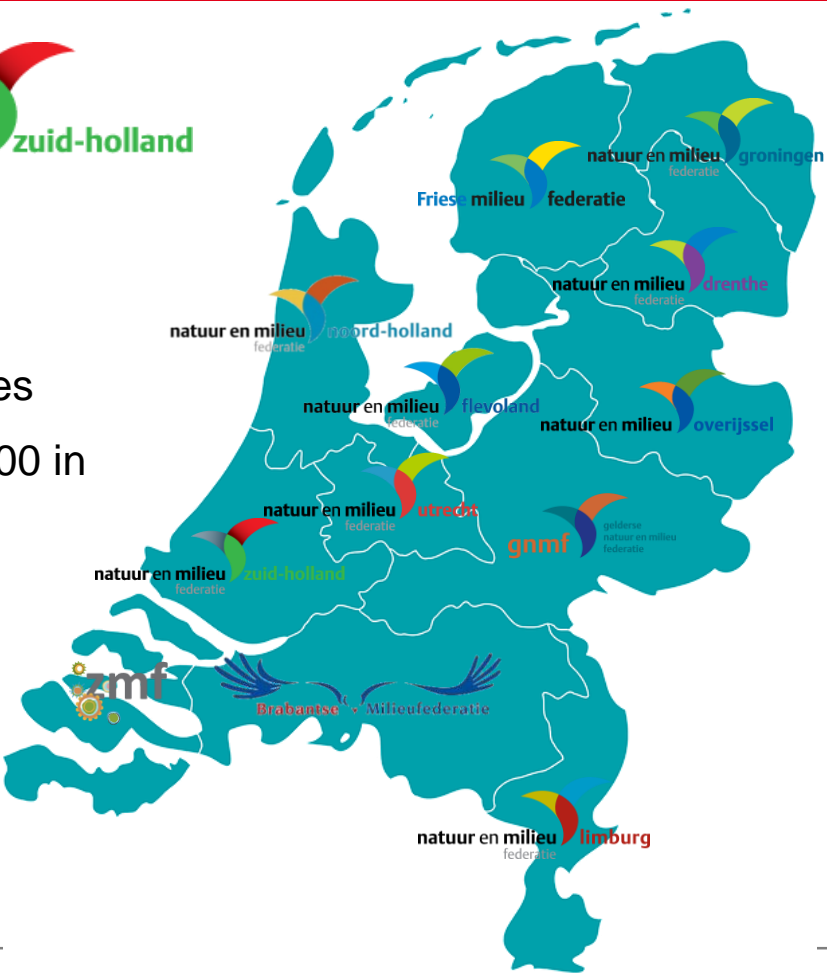 zuid-holland
es
00 in
natuur en milieu groningen
federatie
Friese milieu federatie
natuur en milieu drenthe
federatie
natuur en milieu noord-holland
federatie
natuur en milieu flevoland
federatie
natuur en milieu overijssel
natuur en milieu utrecht
federatie
gnmf
gelderse
natuur en milieu
federatie
natuur en milieu zuid-holland
federatie
zmf
Brabantse Milieufederatie
natuur en milieu limburg
federatie